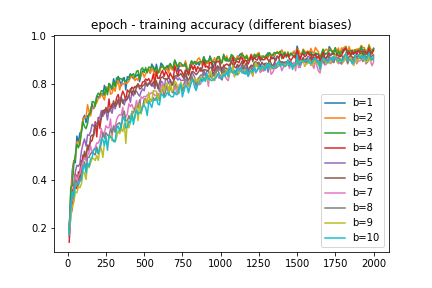 epoch - training accuracy (different biases)
1.0
0.8
0.6
0.4
0.2
b=1
b=2
b=3
b=4
b=5
b=6
b=7
b=8
b=9
b=10
0 250 500 750 1000 1250 1500 1750 2000